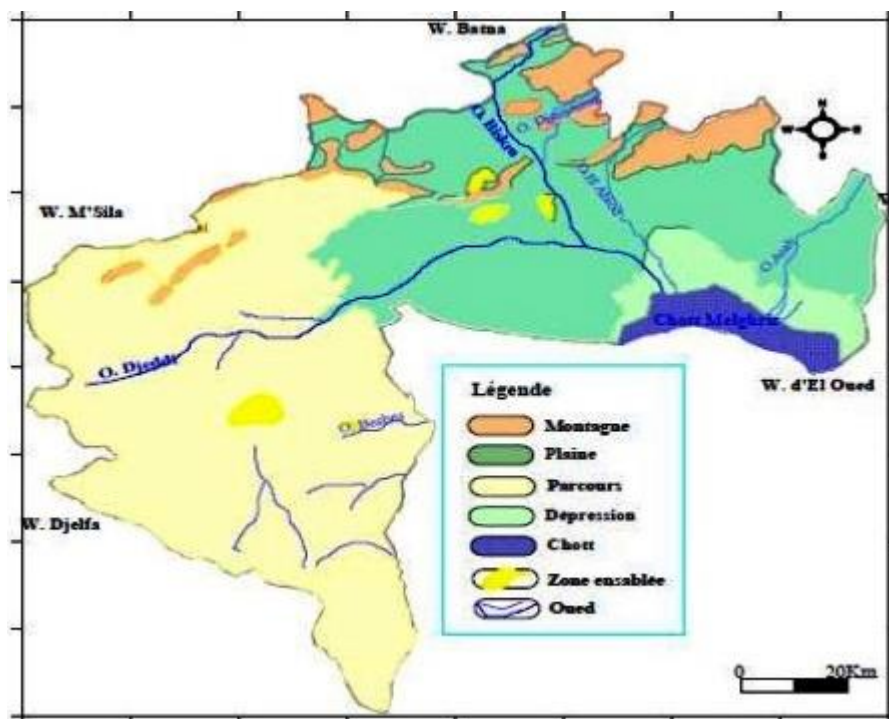 W. Batna
O. Biskra
W. M'Sila
O. Djeddi
Chott Melghir
W. d'El Oued
W. Djelfa
Légende
Montagne
Plaine
Parcours
Dépression
Chott
Zone ensablée
Oued
N
W
E
S
0
20Km